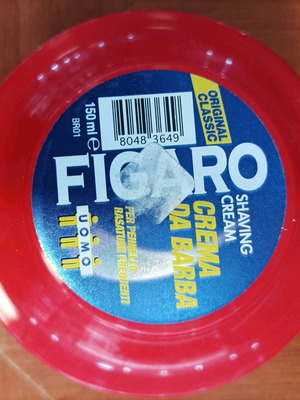 ORIGINAL
CLASSIC
8048 3649
150 ml e
BR01
FIGARO
SHAVING
CREAM
CREMA
DA BARBA
PER PENNELLO
RASATURE FREQUENTI
UOMO